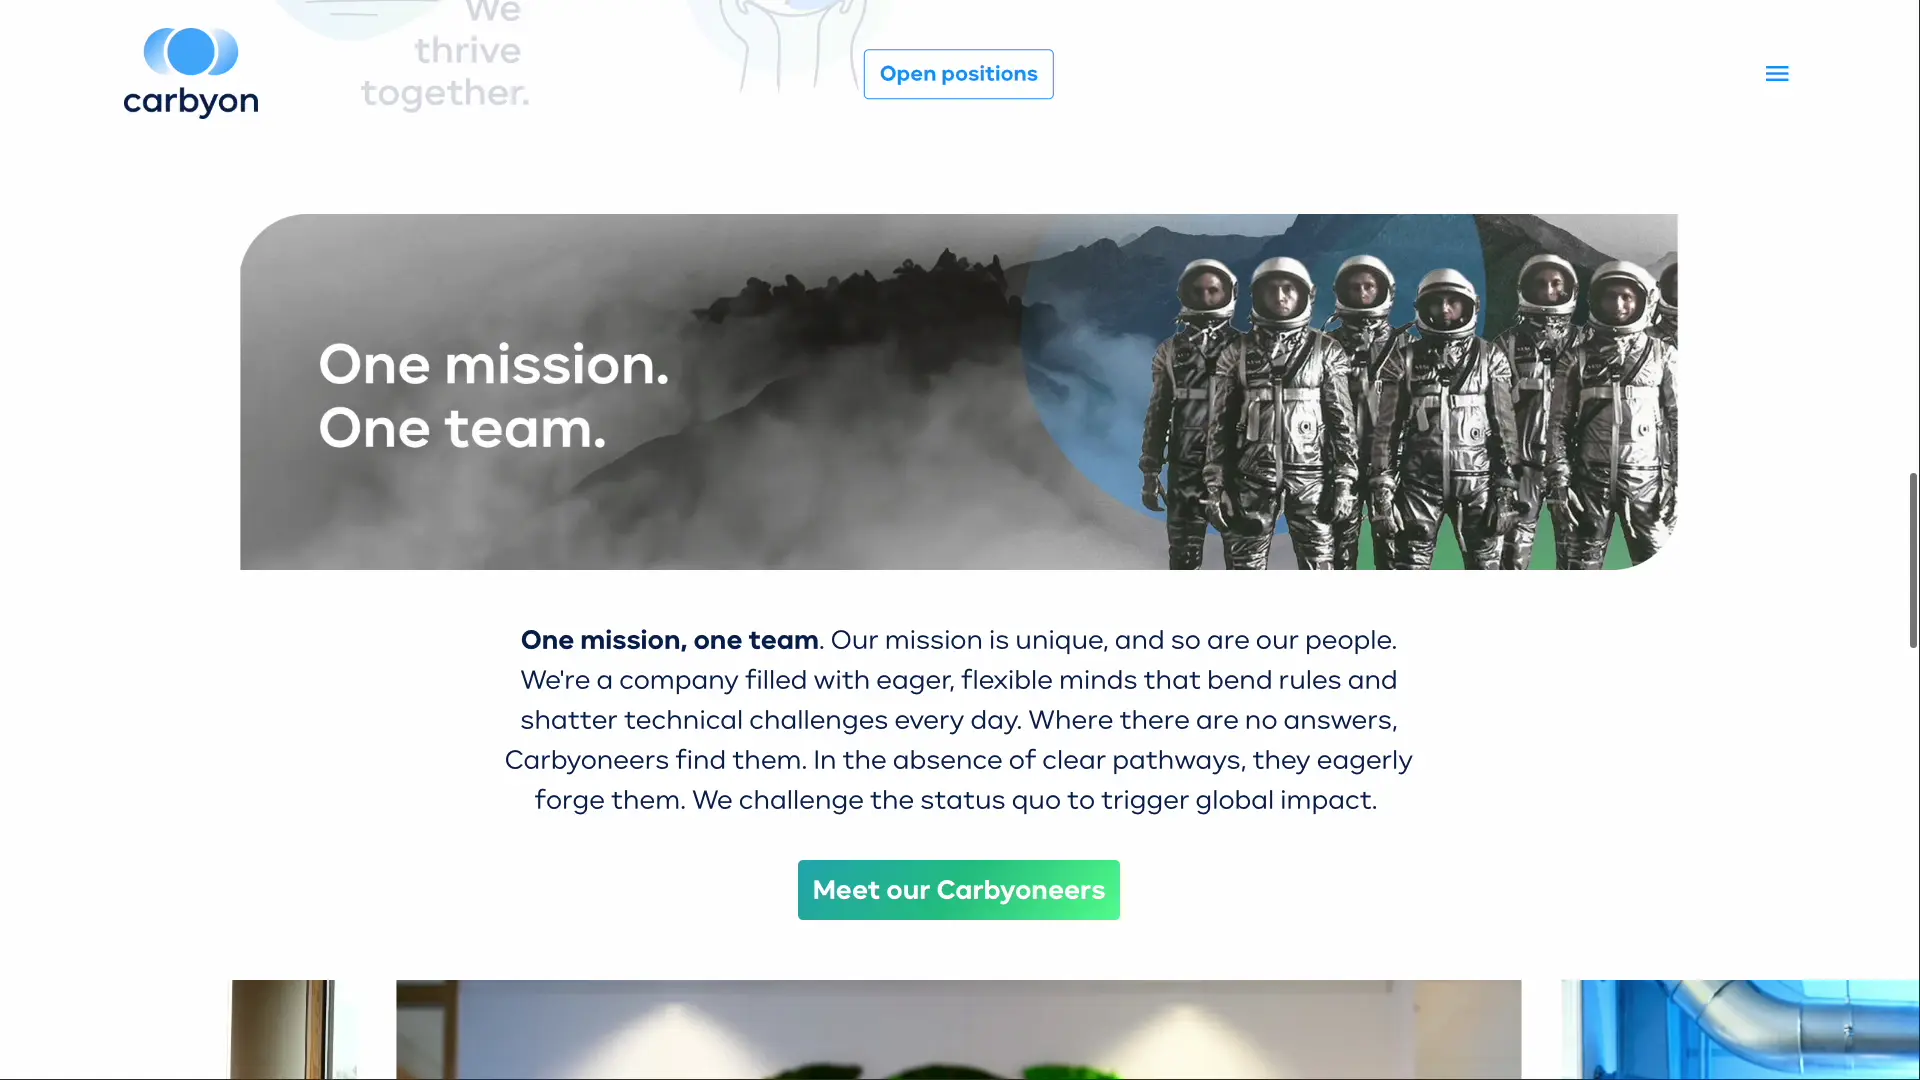 We
thrive
together.
carbyon
Open positions
One mission.
One team.
One mission, one team. Our mission is unique, and so are our people.
We're a company filled with eager, flexible minds that bend rules and
shatter technical challenges every day. Where there are no answers,
Carbyoneers find them. In the absence of clear pathways, they eagerly
forge them. We challenge the status quo to trigger global impact.
Meet our Carbyoneers